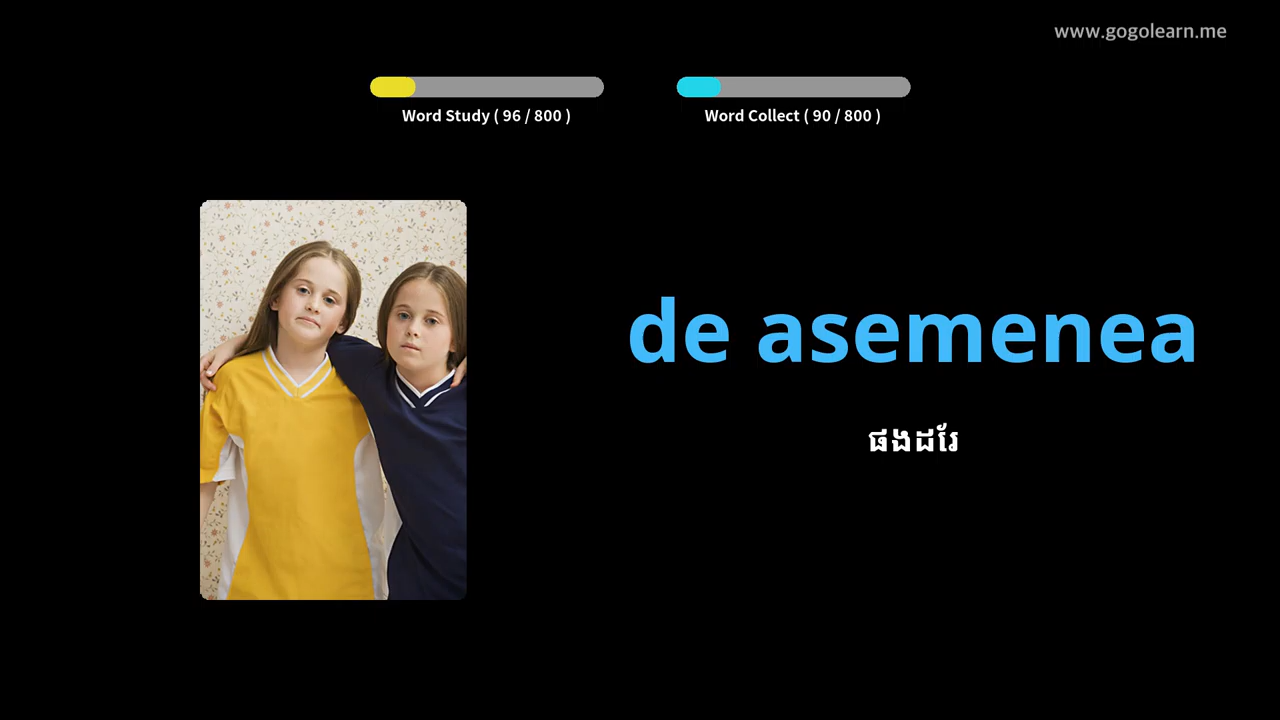 www.gogolearn.me
Word Study ( 96 / 800 )
Word Collect ( 90 / 800 )
de asemenea
ផងដរែ